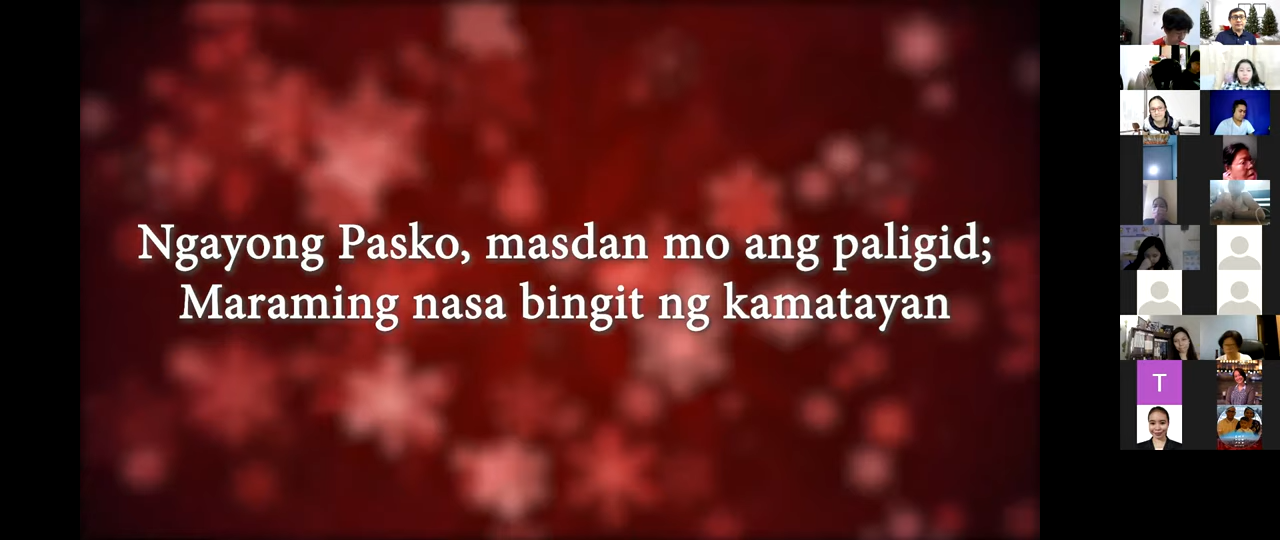 Ngayong Pasko, masdan mo ang paligid;
Maraming nasa bingit ng kamatayan
T